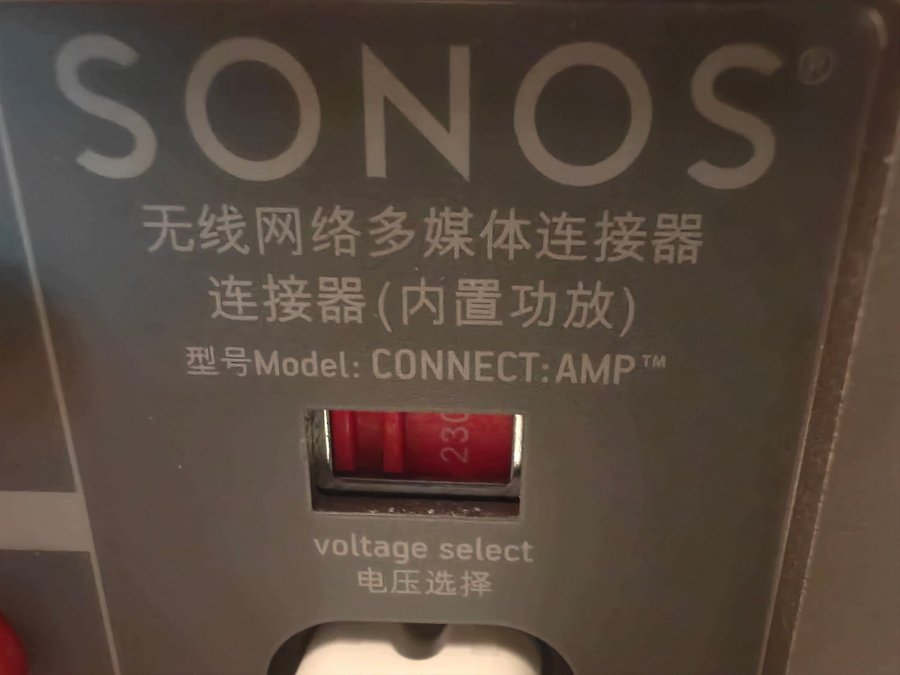 SONOS®
无线网络多媒体连接器
连接器(内置功放)
型号Model: CONNECT:AMP™
230
voltage select
电压选择